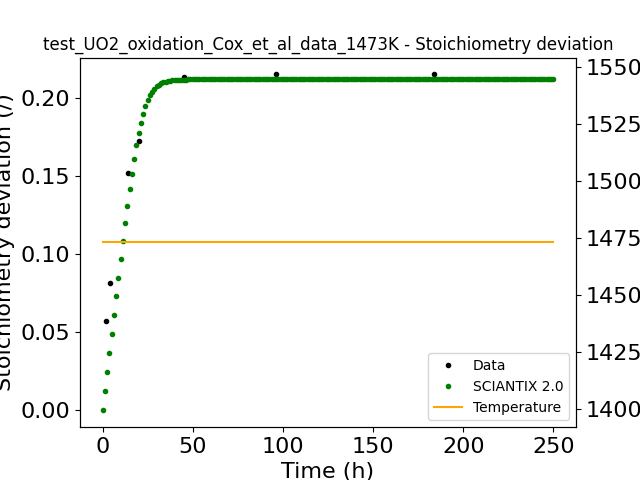 test_UO2_oxidation_Cox_et_al_data_1473K - Stoichiometry deviation
Stoichiometry deviation (/)
0.20
0.15
0.10
0.05
0.00
1550
1525
1500
1475
1450
1425
1400
Data
SCIANTIX 2.0
Temperature
0 50 100 150 200 250
Time (h)